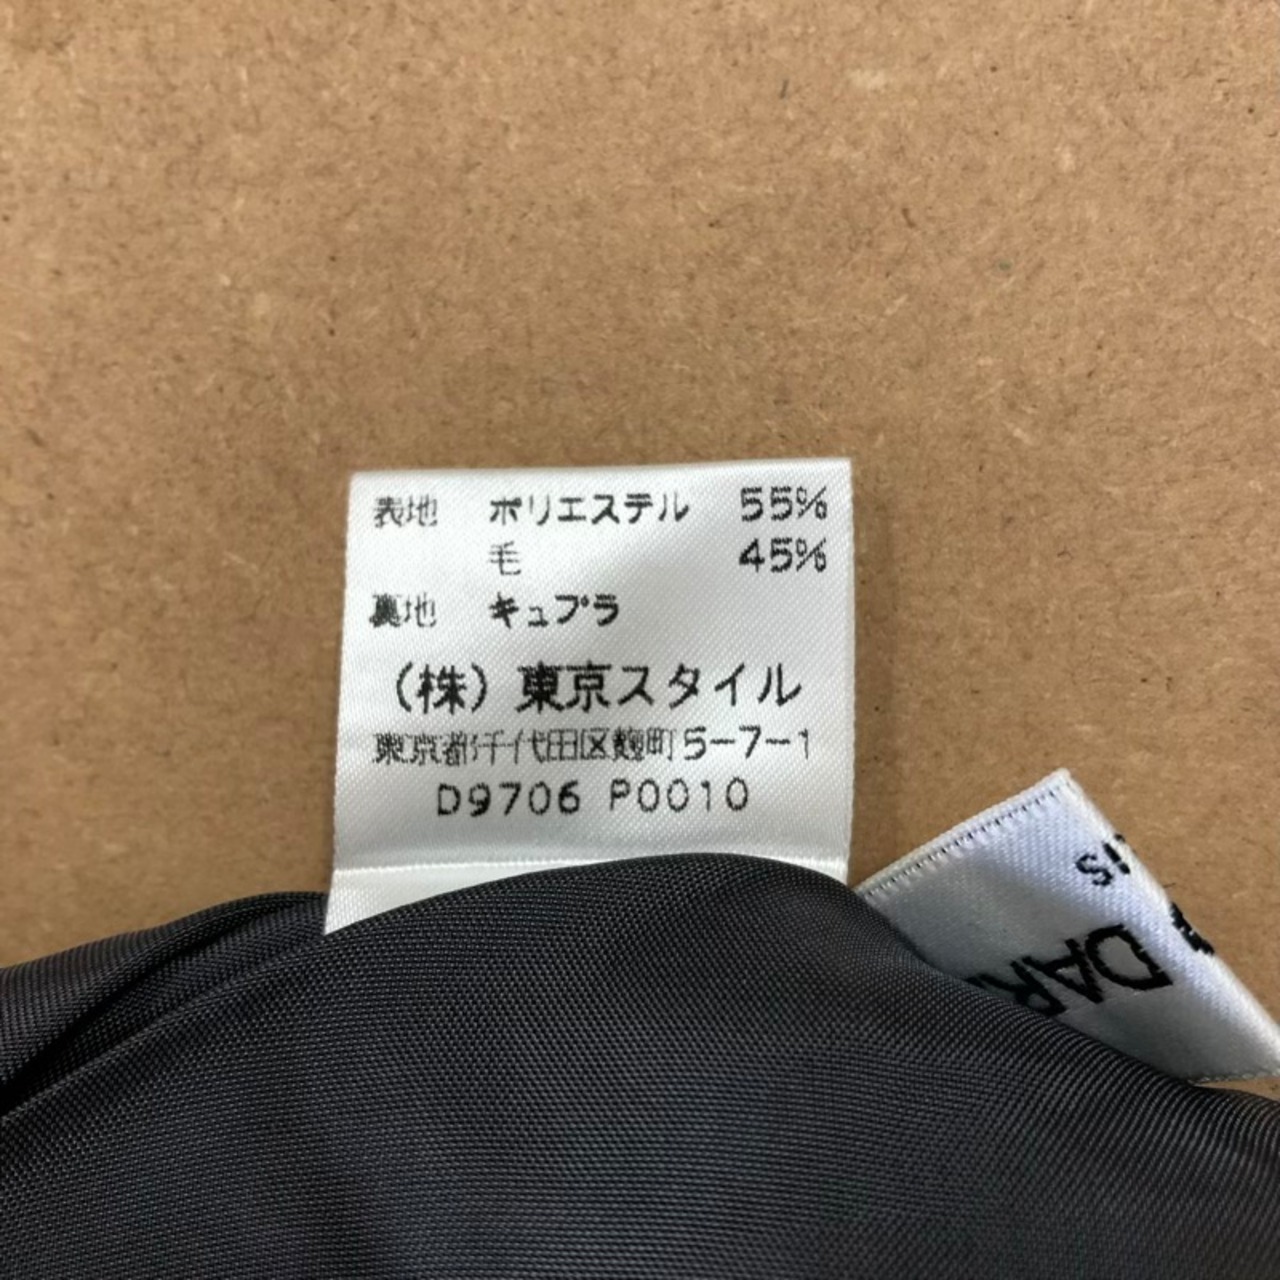 表地 ポリエステル 55%
毛 45%
裏地 キュプラ
(株) 東京スタイル
東京都千代田区麹町5-7-1
D9706 P0010
DAR